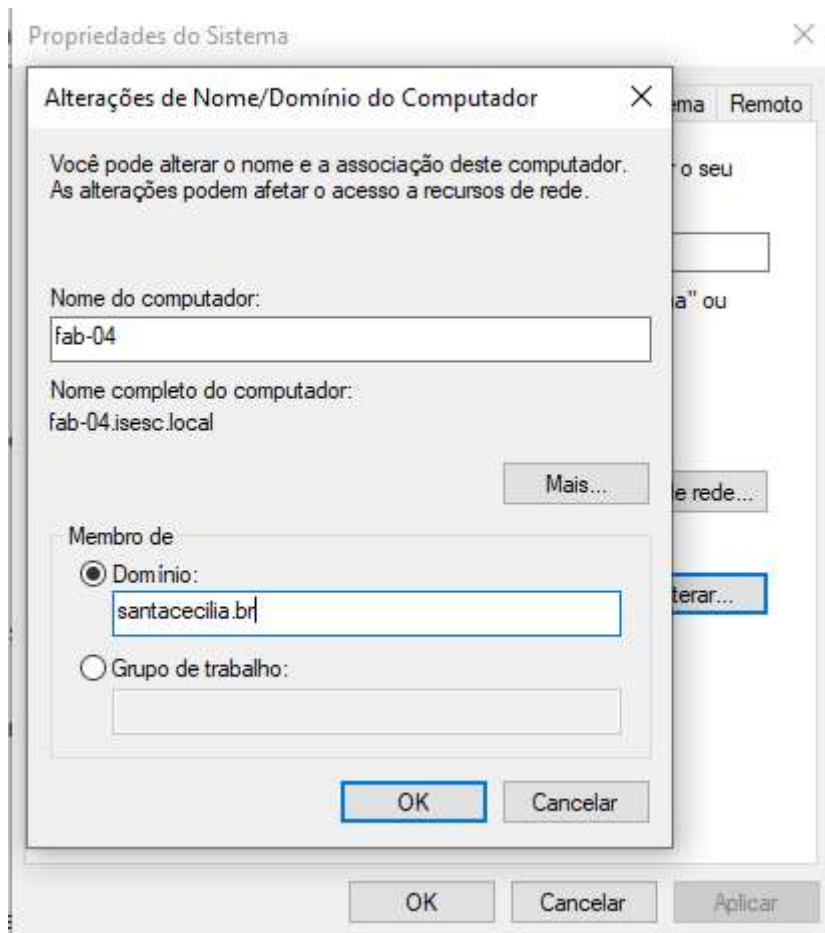 Propriedades do Sistema
Alterações de Nome/Domínio do Computador
ema Remoto
Você pode alterar o nome e a associação deste computador.
r o seu
As alterações podem afetar o acesso a recursos de rede.
Nome do computador:
a" ou
fab-04
Nome completo do computador:
fab-04.isesc.local
Mais...
e rede...
Membro de
Domínio:
terar...
santacecilia.br
Grupo de trabalho:
OK Cancelar
OK Cancelar Aplicar